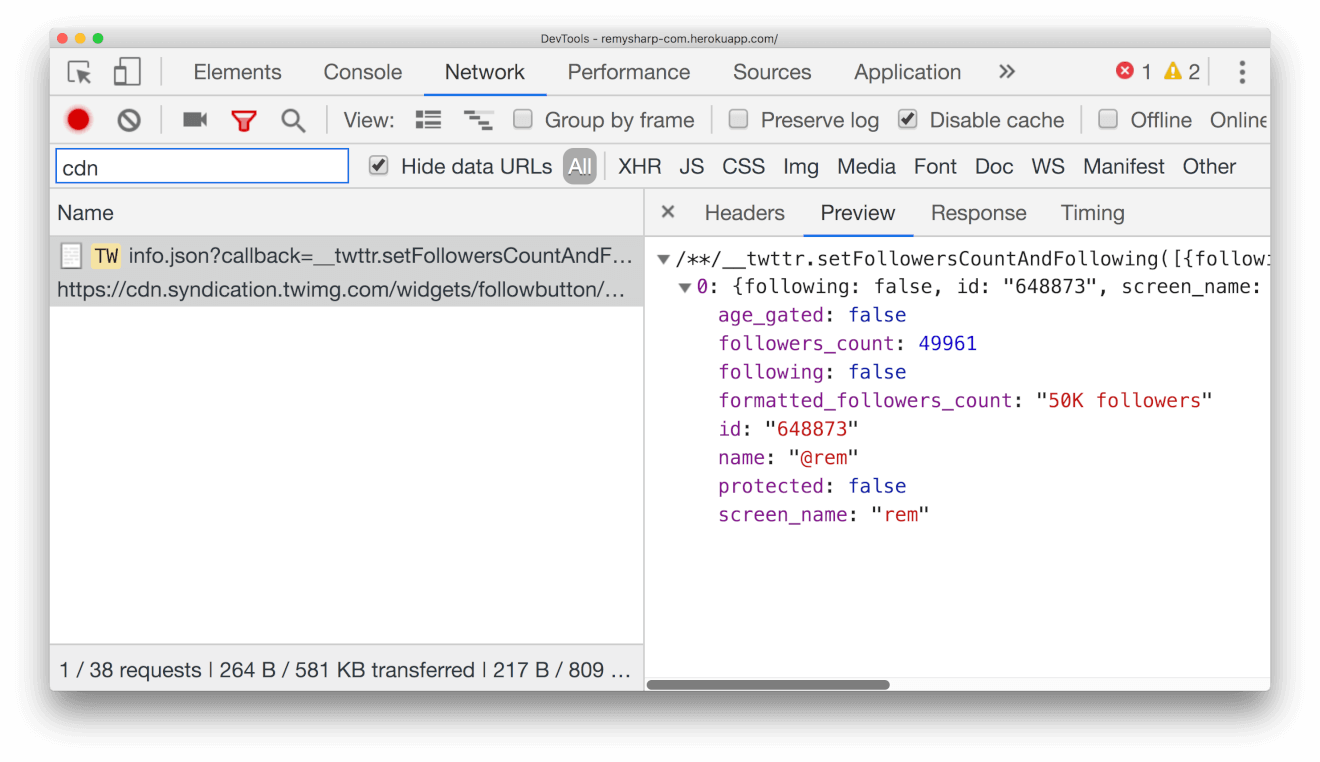 DevTools - remysharp-com.herokuapp.com/
Elements Console Network Performance Sources Application » 1 2
View: Group by frame Preserve log Disable cache Offline Online
cdn Hide data URLs All XHR JS CSS Img Media Font Doc WS Manifest Other
Name
× Headers Preview Response Timing
TW info.json?callback=__twttr.setFollowersCountAndF…
https://cdn.syndication.twimg.com/widgets/followbutton/…
/**/__twttr.setFollowersCountAndFollowing([{followi
0: {following: false, id: "648873", screen_name:
age_gated: false
followers_count: 49961
following: false
formatted_followers_count: "50K followers"
id: "648873"
name: "@rem"
protected: false
screen_name: "rem"
1 / 38 requests | 264 B / 581 KB transferred | 217 B / 809 …